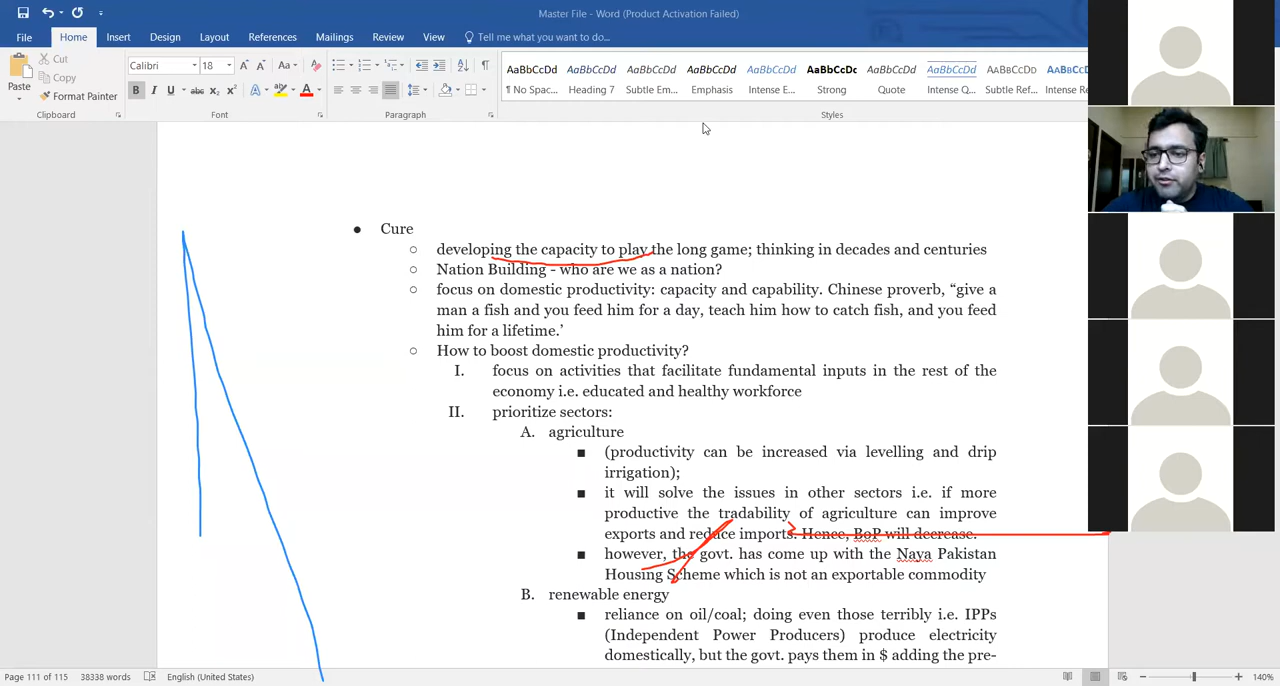 Master File - Word (Product Activation Failed)
File Home Insert Design Layout References Mailings Review View Tell me what you want to do...
Paste
Cut
Copy
Format Painter
Clipboard
Calibri 18
Font
Paragraph
AaBbCcDd AaBbCcDd AaBbCcDd AaBbCcDd AaBbCcDd AaBbCcDc AaBbCcDd AaBbCcDd AaBbCcDd AaBbCcD
¶ No Spac... Heading 7 Subtle Em... Emphasis Intense E... Strong Quote Intense Q... Subtle Ref... Intense Re
Styles
● Cure
○ developing the capacity to play the long game; thinking in decades and centuries
○ Nation Building - who are we as a nation?
○ focus on domestic productivity: capacity and capability. Chinese proverb, “give a
man a fish and you feed him for a day, teach him how to catch fish, and you feed
him for a lifetime.’
○ How to boost domestic productivity?
I. focus on activities that facilitate fundamental inputs in the rest of the
economy i.e. educated and healthy workforce
II. prioritize sectors:
A. agriculture
■ (productivity can be increased via levelling and drip
irrigation);
■ it will solve the issues in other sectors i.e. if more
productive the tradability of agriculture can improve
exports and reduce imports. Hence, BoP will decrease.
■ however, the govt. has come up with the Naya Pakistan
Housing Scheme which is not an exportable commodity
B. renewable energy
■ reliance on oil/coal; doing even those terribly i.e. IPPs
(Independent Power Producers) produce electricity
domestically, but the govt. pays them in $ adding the pre-
Page 111 of 115 38338 words English (United States) 140%